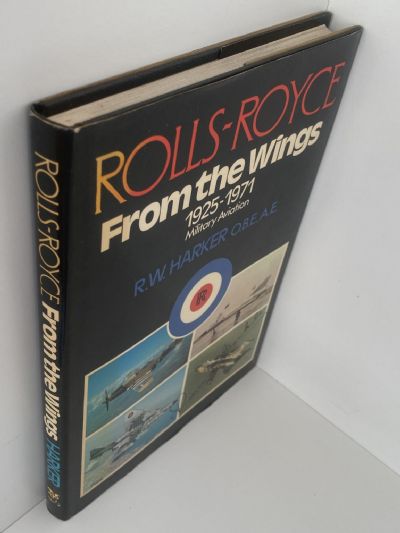 ROLLS-ROYCE
From the Wings
1925-1971
Military Aviation
R.W. HARKER O.B.E. A.E.
ROLLS-ROYCE From the Wings HARKER